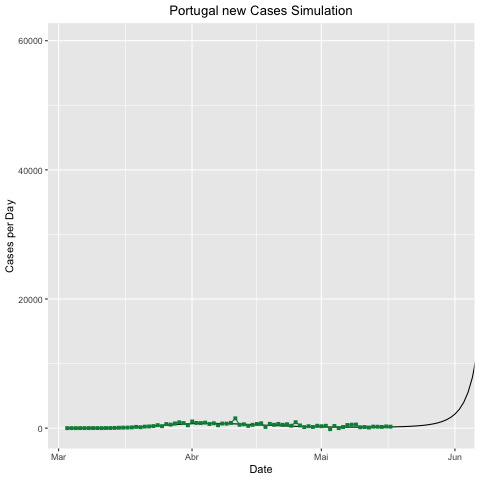 Portugal new Cases Simulation
60000
40000
20000
0
Cases per Day
Mar
Abr
Mai
Jun
Date